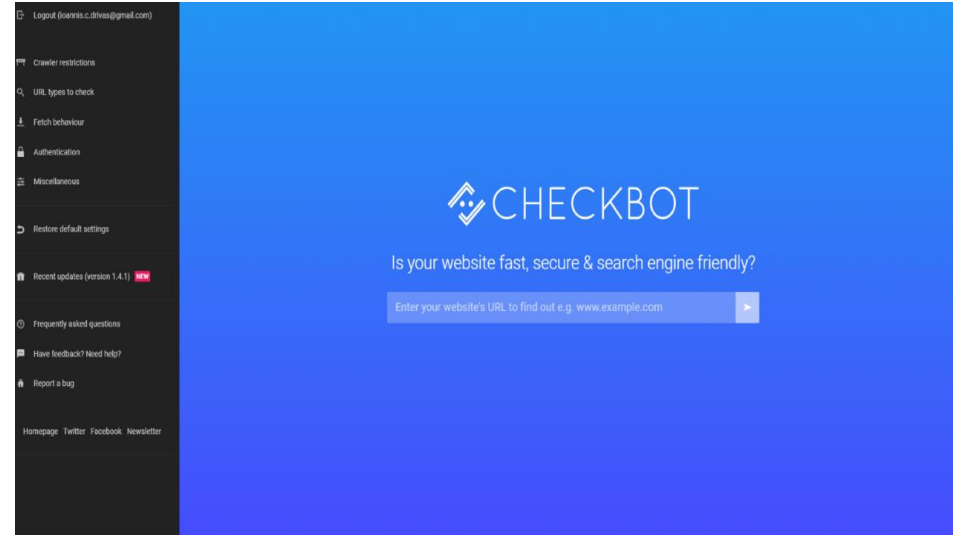 Logout (ioannis.c.drivas@gmail.com)
Crawler restrictions
URL types to check
Fetch behaviour
Authentication
Miscellaneous
Restore default settings
Recent updates (version 1.4.1) NEW
Frequently asked questions
Have feedback? Need help?
Report a bug
Homepage Twitter Facebook Newsletter
CHECKBOT
Is your website fast, secure & search engine friendly?
Enter your website's URL to find out e.g. www.example.com